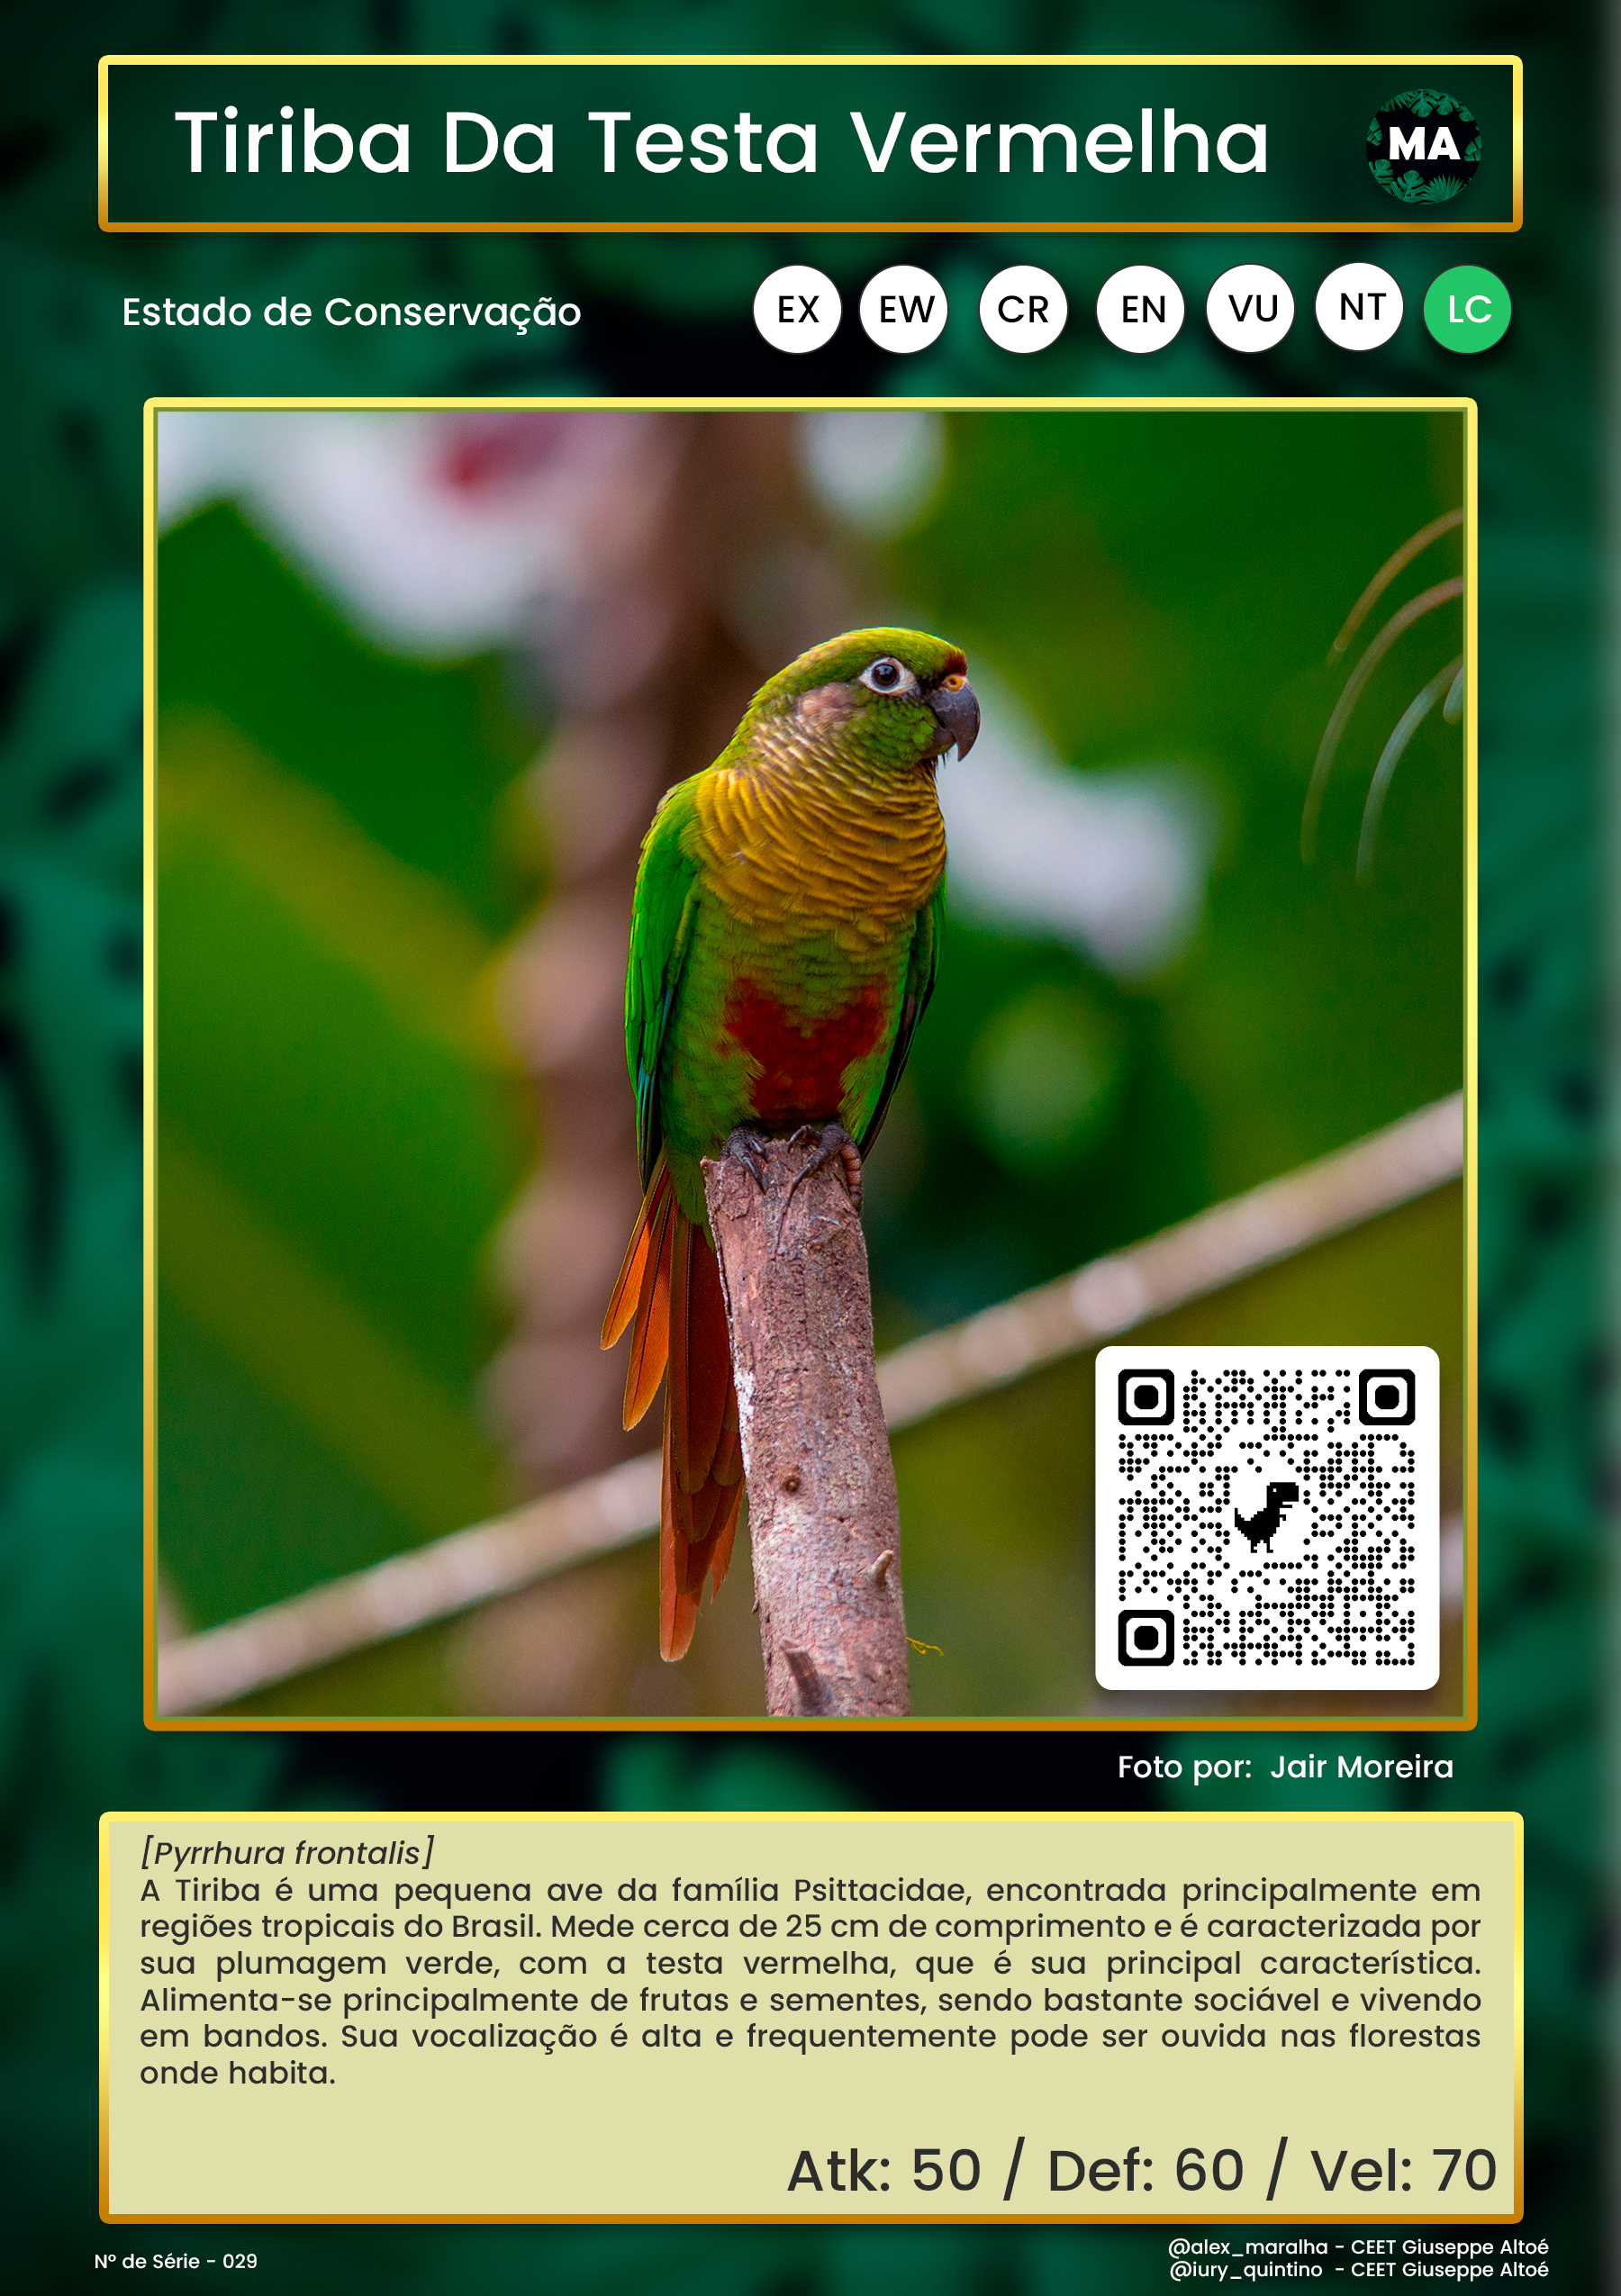 Tiriba Da Testa Vermelha
MA
Estado de Conservação
EX EW CR EN VU NT LC
Foto por: Jair Moreira
[Pyrrhura frontalis]
A Tiriba é uma pequena ave da família Psittacidae, encontrada principalmente em
regiões tropicais do Brasil. Mede cerca de 25 cm de comprimento e é caracterizada por
sua plumagem verde, com a testa vermelha, que é sua principal característica.
Alimenta-se principalmente de frutas e sementes, sendo bastante sociável e vivendo
em bandos. Sua vocalização é alta e frequentemente pode ser ouvida nas florestas
onde habita.
Atk: 50 / Def: 60 / Vel: 70
Nº de Série - 029
@alex_maralha - CEET Giuseppe Altoé
@iury_quintino - CEET Giuseppe Altoé